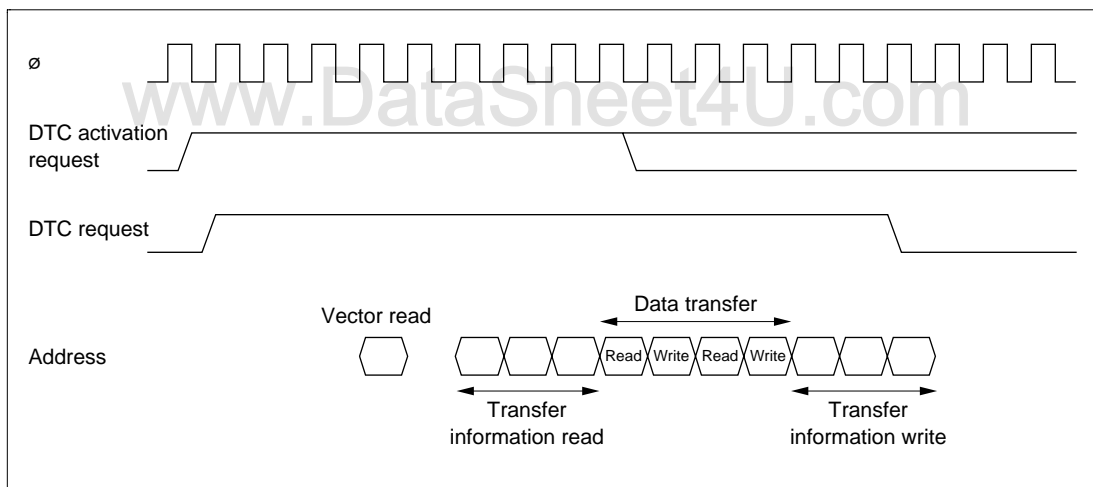 ø
www.DataSheet4U.com
DTC activation
request
DTC request
Data transfer
Vector read
Address
Read Write Read Write
Transfer
information read
Transfer
information write